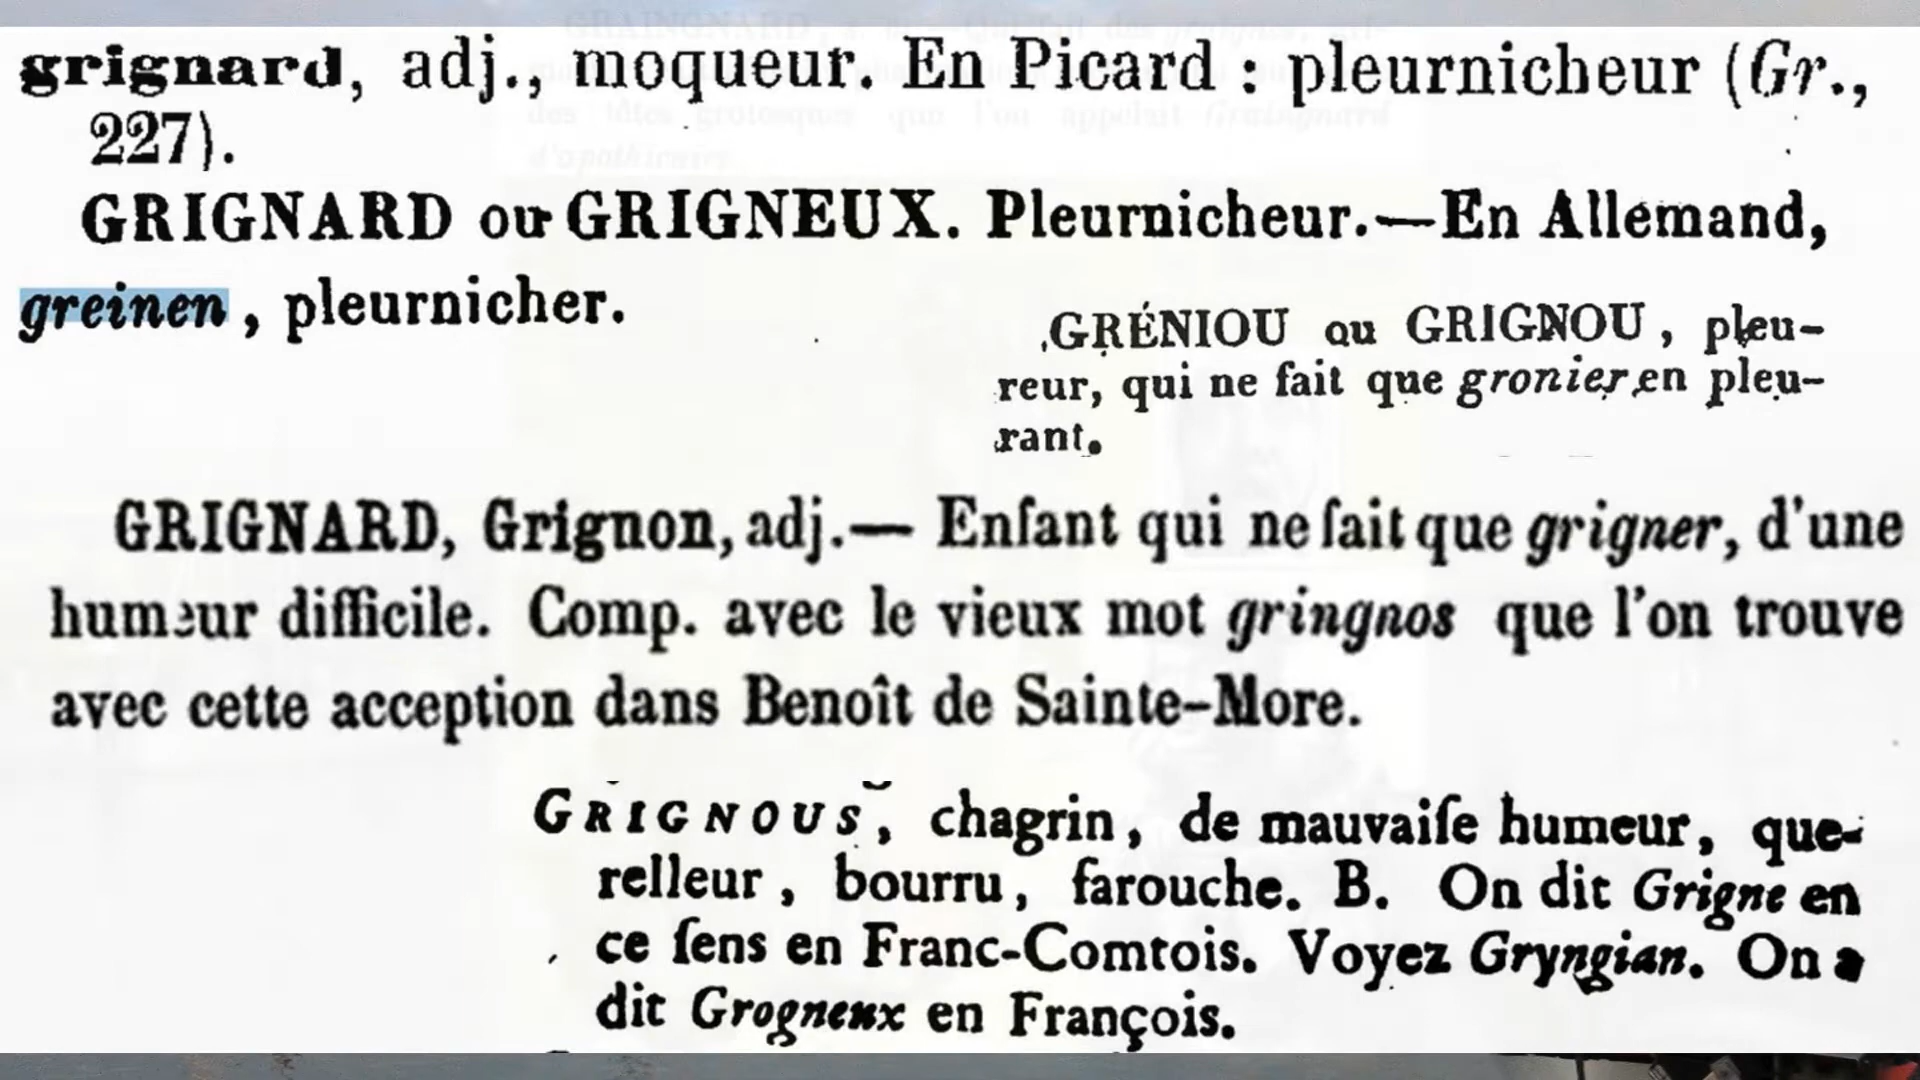 grignard, adj., moqueur. En Picard : pleurnicheur (Gr.,
227).
GRIGNARD ou GRIGNEUX. Pleurnicheur.—En Allemand,
greinen, pleurnicher.
GRÉNIOU ou GRIGNOU, pleu-
reur, qui ne fait que gronier en pleu-
rant.
GRIGNARD, Grignon, adj.— Enfant qui ne fait que grigner, d'une
humeur difficile. Comp. avec le vieux mot gringnos que l'on trouve
avec cette acception dans Benoît de Sainte-More.
GRIGNOUS, chagrin, de mauvaiſe humeur, que-
relleur, bourru, farouche. B. On dit Grigne en
ce ſens en Franc-Comtois. Voyez Gryngian. On a
dit Grogneux en François.